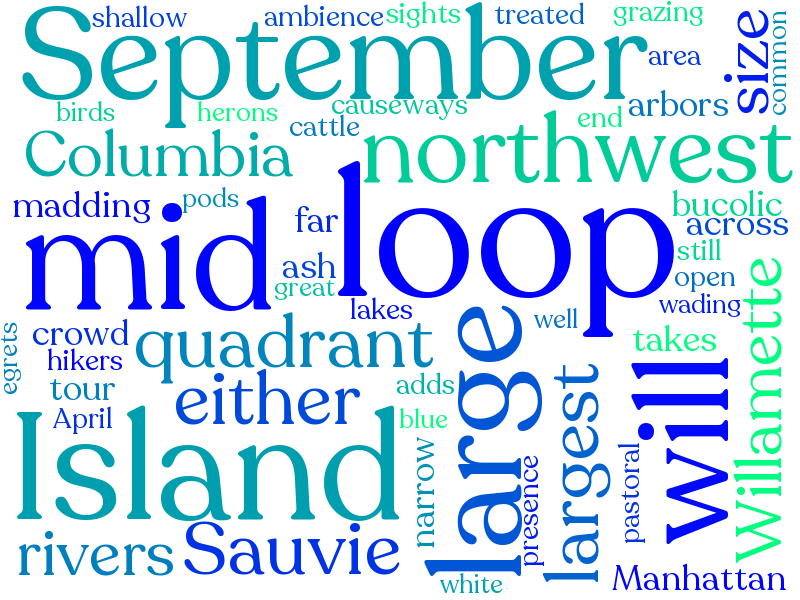 shallow
ambience
sights
treated
grazing
September
area
size
common
birds
herons
causeways
cattle
end
arbors
Columbia
northwest
madding
pods
far
mid
loop
bucolic
across
ash
great
still
open
lakes
wading
crowd
hikers
quadrant
well
takes
egrets
tour
April
either
adds
blue
large
largest
will
Willamette
Island
narrow
presence
pastoral
rivers
Sauvie
white
Manhattan